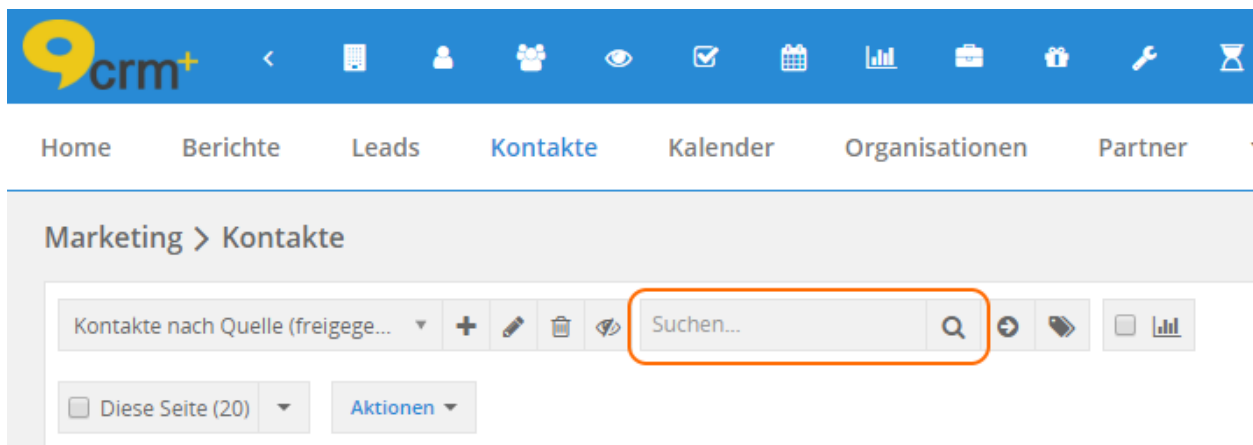 crm+
Home Berichte Leads Kontakte Kalender Organisationen Partner
Marketing > Kontakte
Kontakte nach Quelle (freigege... Suchen...
Diese Seite (20) Aktionen